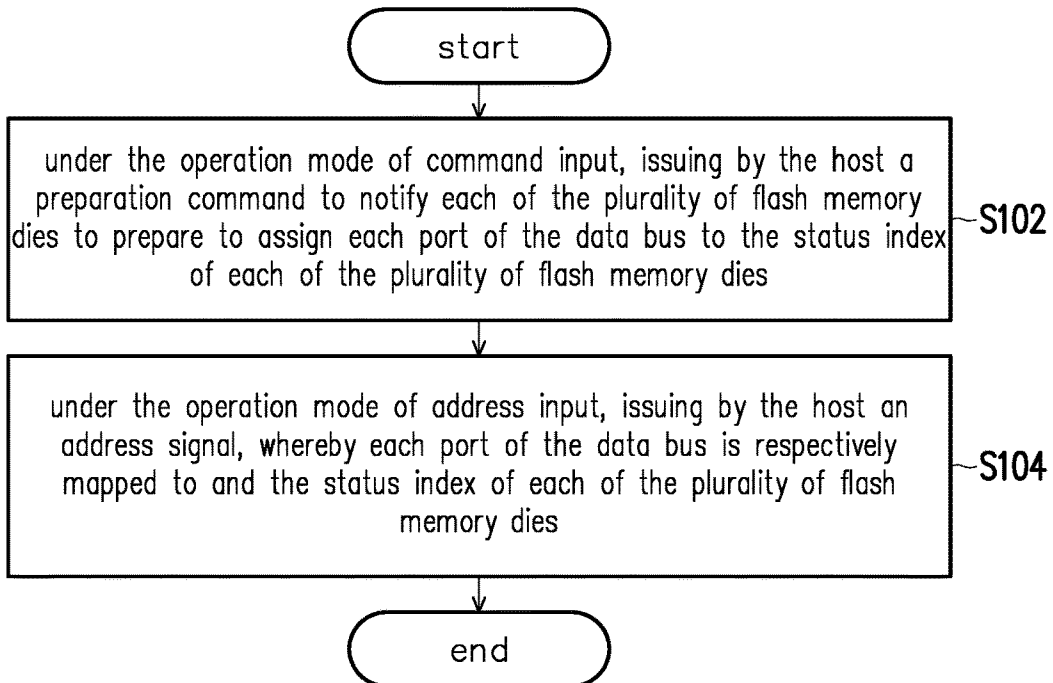 start
under the operation mode of command input, issuing by the host a
preparation command to notify each of the plurality of flash memory
dies to prepare to assign each port of the data bus to the status index
of each of the plurality of flash memory dies
S102
under the operation mode of address input, issuing by the host an
address signal, whereby each port of the data bus is respectively
mapped to and the status index of each of the plurality of flash
memory dies
S104
end